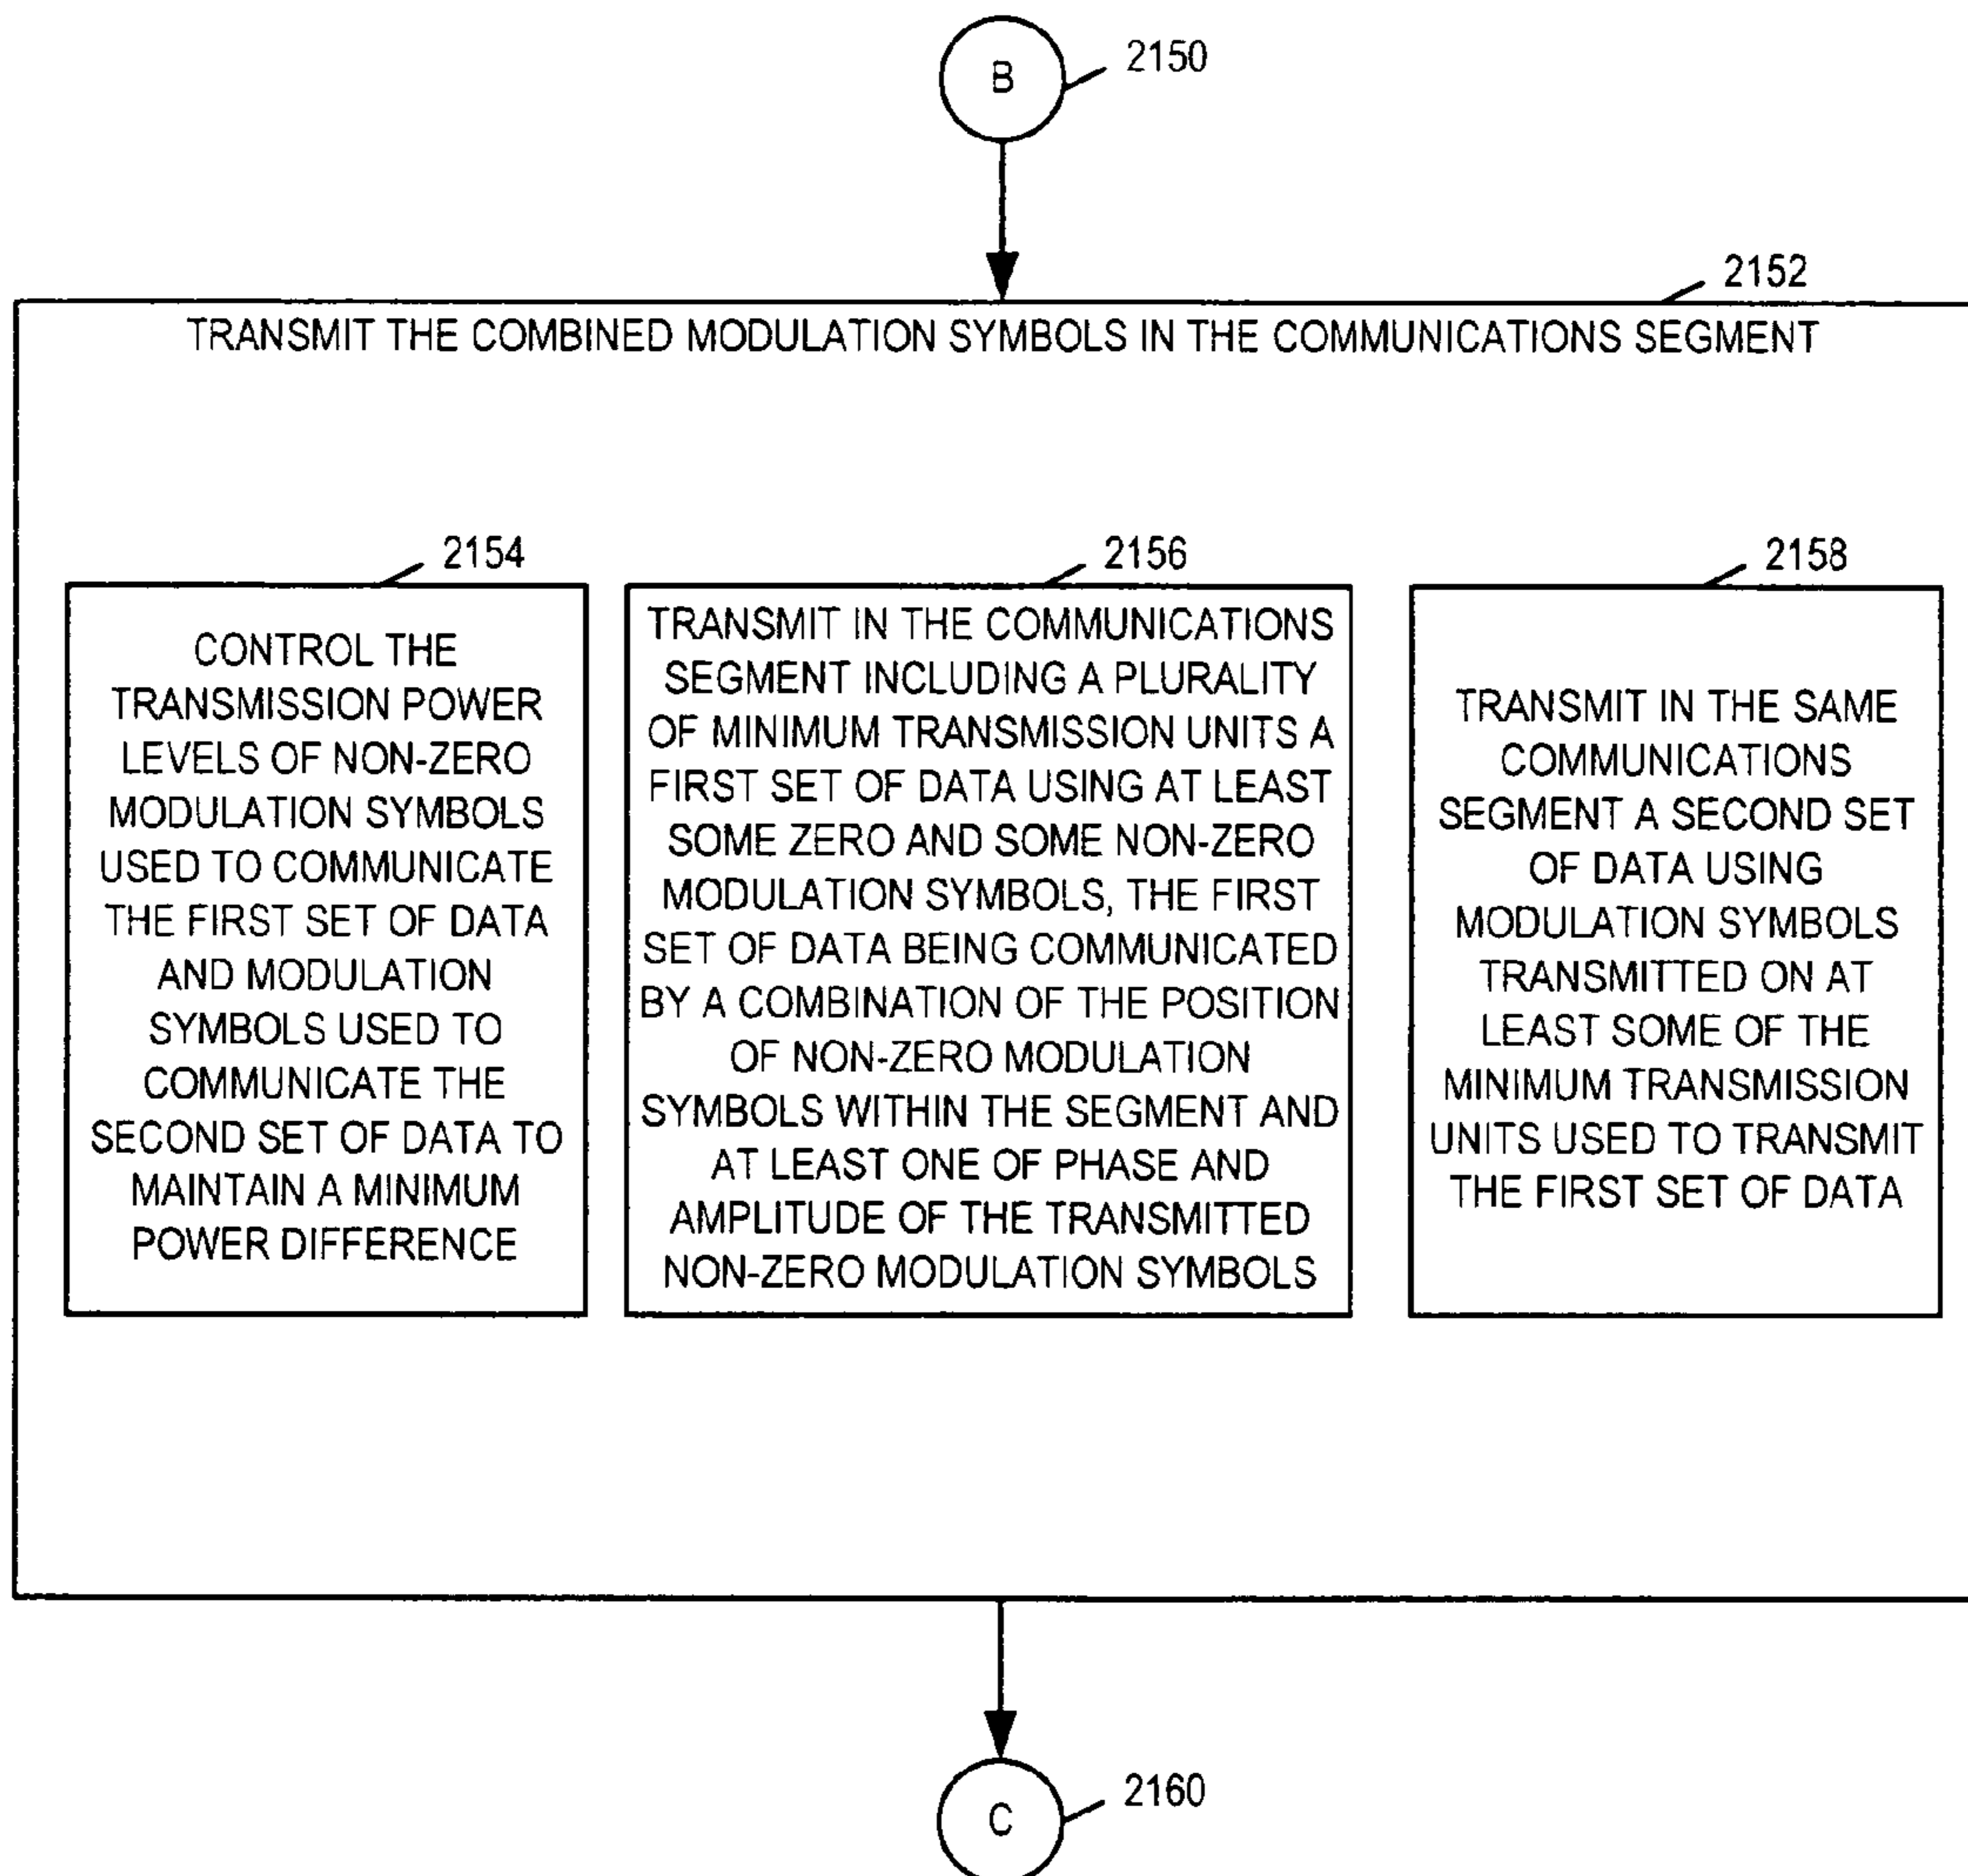 B
2150
2152
TRANSMIT THE COMBINED MODULATION SYMBOLS IN THE COMMUNICATIONS SEGMENT
2154
CONTROL THE
TRANSMISSION POWER
LEVELS OF NON-ZERO
MODULATION SYMBOLS
USED TO COMMUNICATE
THE FIRST SET OF DATA
AND MODULATION
SYMBOLS USED TO
COMMUNICATE THE
SECOND SET OF DATA TO
MAINTAIN A MINIMUM
POWER DIFFERENCE
2156
TRANSMIT IN THE COMMUNICATIONS
SEGMENT INCLUDING A PLURALITY
OF MINIMUM TRANSMISSION UNITS A
FIRST SET OF DATA USING AT LEAST
SOME ZERO AND SOME NON-ZERO
MODULATION SYMBOLS, THE FIRST
SET OF DATA BEING COMMUNICATED
BY A COMBINATION OF THE POSITION
OF NON-ZERO MODULATION
SYMBOLS WITHIN THE SEGMENT AND
AT LEAST ONE OF PHASE AND
AMPLITUDE OF THE TRANSMITTED
NON-ZERO MODULATION SYMBOLS
2158
TRANSMIT IN THE SAME
COMMUNICATIONS
SEGMENT A SECOND SET
OF DATA USING
MODULATION SYMBOLS
TRANSMITTED ON AT
LEAST SOME OF THE
MINIMUM TRANSMISSION
UNITS USED TO TRANSMIT
THE FIRST SET OF DATA
C
2160